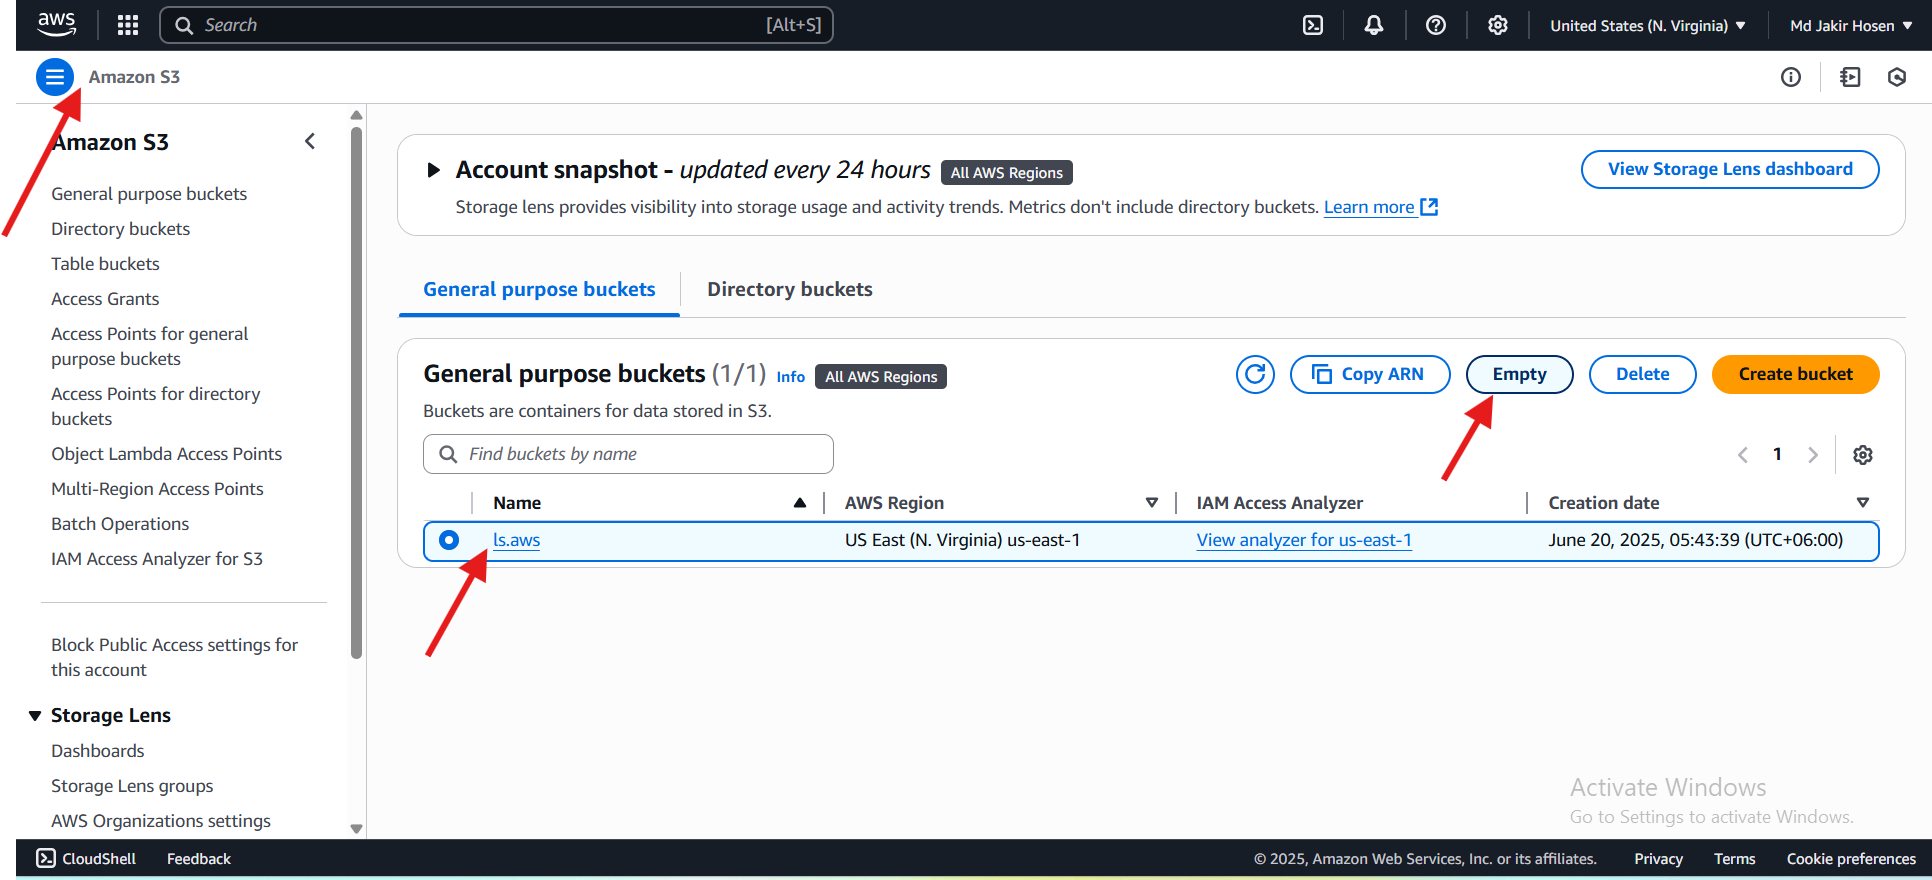 aws
Search [Alt+S]
United States (N. Virginia)
Md Jakir Hosen
Amazon S3
Amazon S3
General purpose buckets
Directory buckets
Table buckets
Access Grants
Access Points for general
purpose buckets
Access Points for directory
buckets
Object Lambda Access Points
Multi-Region Access Points
Batch Operations
IAM Access Analyzer for S3
Block Public Access settings for
this account
Storage Lens
Dashboards
Storage Lens groups
AWS Organizations settings
Account snapshot - updated every 24 hours All AWS Regions
View Storage Lens dashboard
Storage lens provides visibility into storage usage and activity trends. Metrics don't include directory buckets. Learn more
General purpose buckets
Directory buckets
General purpose buckets (1/1) Info All AWS Regions
Copy ARN
Empty
Delete
Create bucket
Buckets are containers for data stored in S3.
Find buckets by name
1
Name AWS Region IAM Access Analyzer Creation date
ls.aws US East (N. Virginia) us-east-1 View analyzer for us-east-1 June 20, 2025, 05:43:39 (UTC+06:00)
Activate Windows
Go to Settings to activate Windows.
CloudShell Feedback © 2025, Amazon Web Services, Inc. or its affiliates. Privacy Terms Cookie preferences